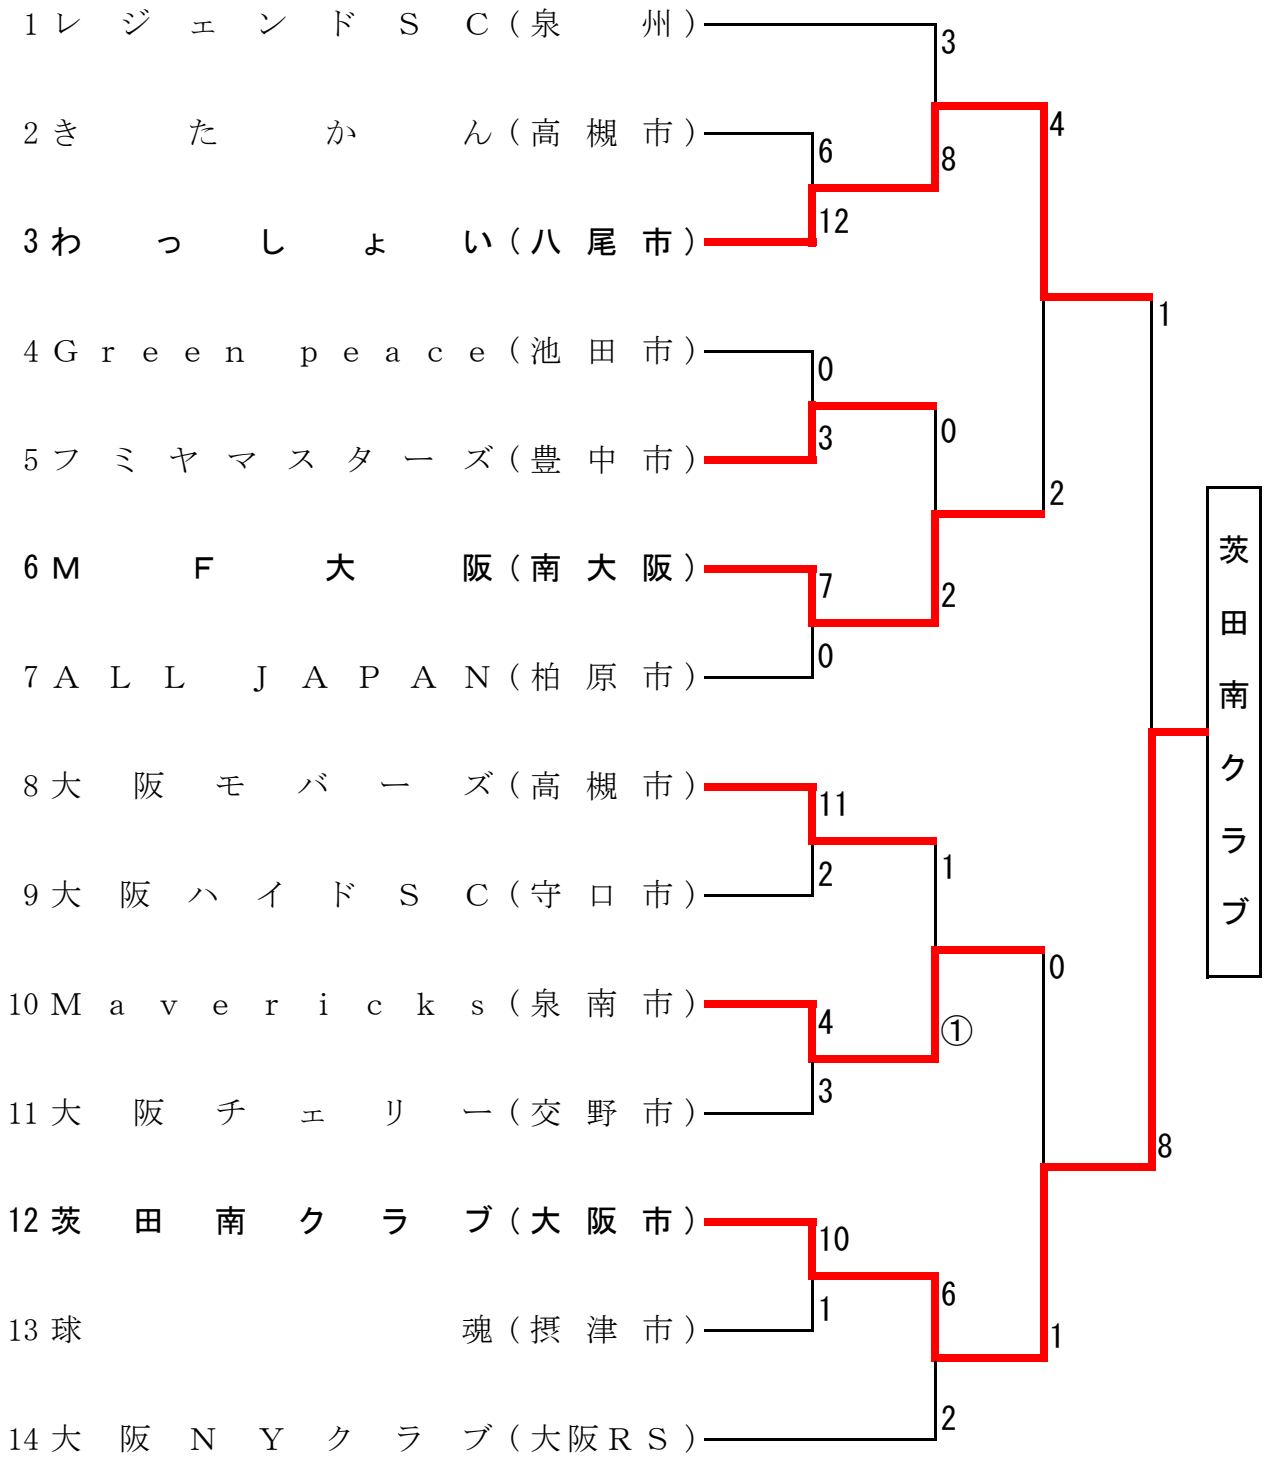 1 レジェンドSC(泉州)
3
2 きたかん(高槻市)
6
4
8
3 わっしょい(八尾市)
12
1
4 Green peace(池田市)
0
3
0
5 フミヤマスターズ(豊中市)
2
6 MF大阪(南大阪)
7
2
0
7 ALL JAPAN(柏原市)
茨田南クラブ
8 大阪モバーズ(高槻市)
11
2
1
9 大阪ハイドSC(守口市)
0
10 Mavericks(泉南市)
4
①
3
11 大阪チェリー(交野市)
8
12 茨田南クラブ(大阪市)
10
6
1
1
13 球魂(摂津市)
2
14 大阪NYクラブ(大阪RS)